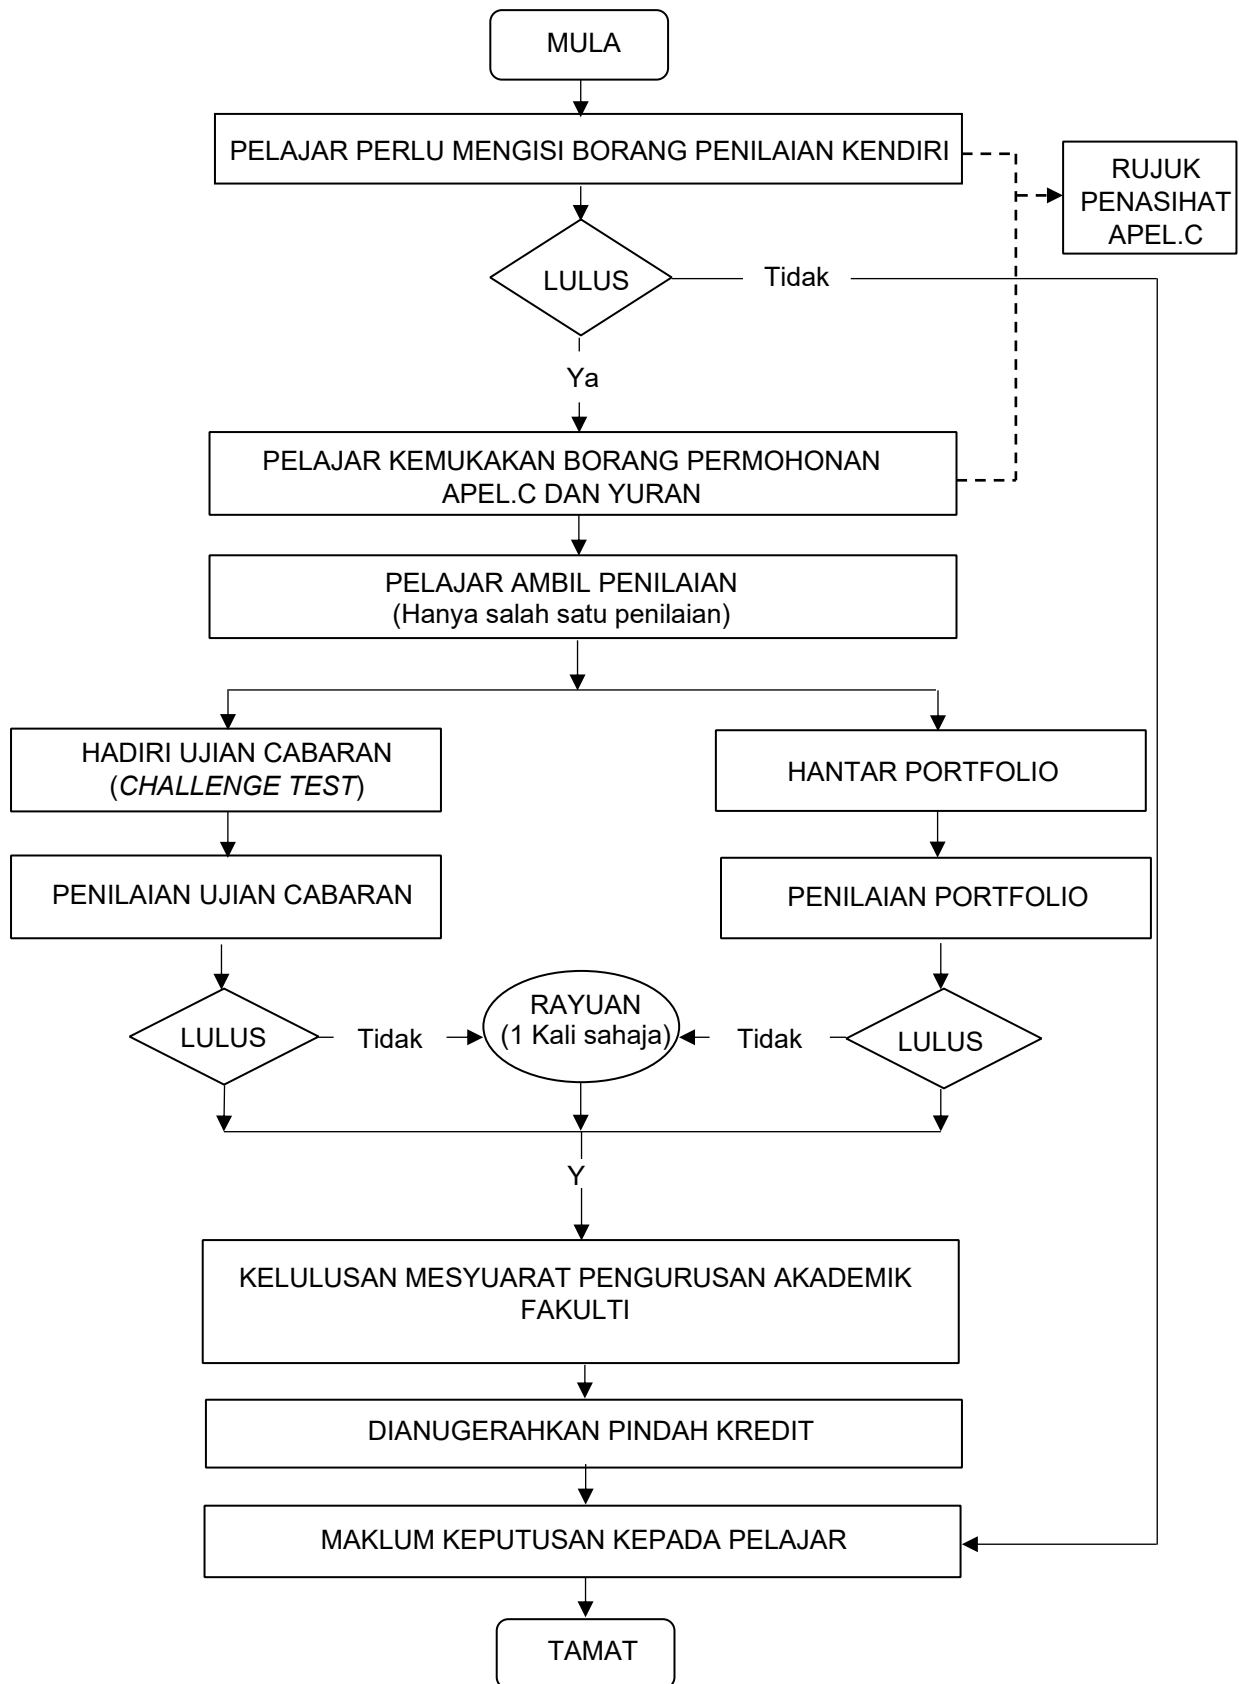 MULA
PELAJAR PERLU MENGISI BORANG PENILAIAN KENDIRI
RUJUK
PENASIHAT
APEL.C
LULUS
Tidak
Ya
PELAJAR KEMUKAKAN BORANG PERMOHONAN
APEL.C DAN YURAN
PELAJAR AMBIL PENILAIAN
(Hanya salah satu penilaian)
HADIRI UJIAN CABARAN
(CHALLENGE TEST)
HANTAR PORTFOLIO
PENILAIAN UJIAN CABARAN
PENILAIAN PORTFOLIO
LULUS
Tidak
RAYUAN
(1 Kali sahaja)
Tidak
LULUS
Y
KELULUSAN MESYUARAT PENGURUSAN AKADEMIK
FAKULTI
DIANUGERAHKAN PINDAH KREDIT
MAKLUM KEPUTUSAN KEPADA PELAJAR
TAMAT